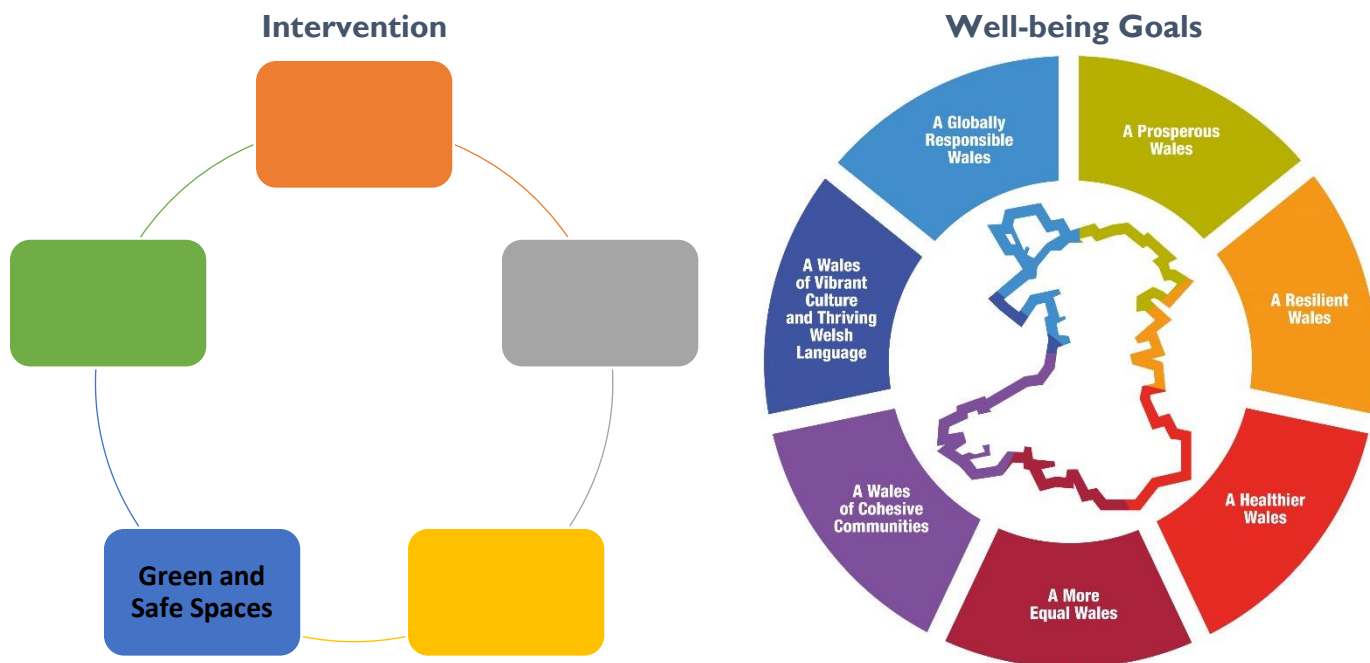 Intervention
Green and
Safe Spaces
Well-being Goals
A Globally
Responsible
Wales
A Prosperous
Wales
A Resilient
Wales
A Healthier
Wales
A More
Equal Wales
A Wales
of Cohesive
Communities
A Wales
of Vibrant
Culture
and Thriving
Welsh
Language